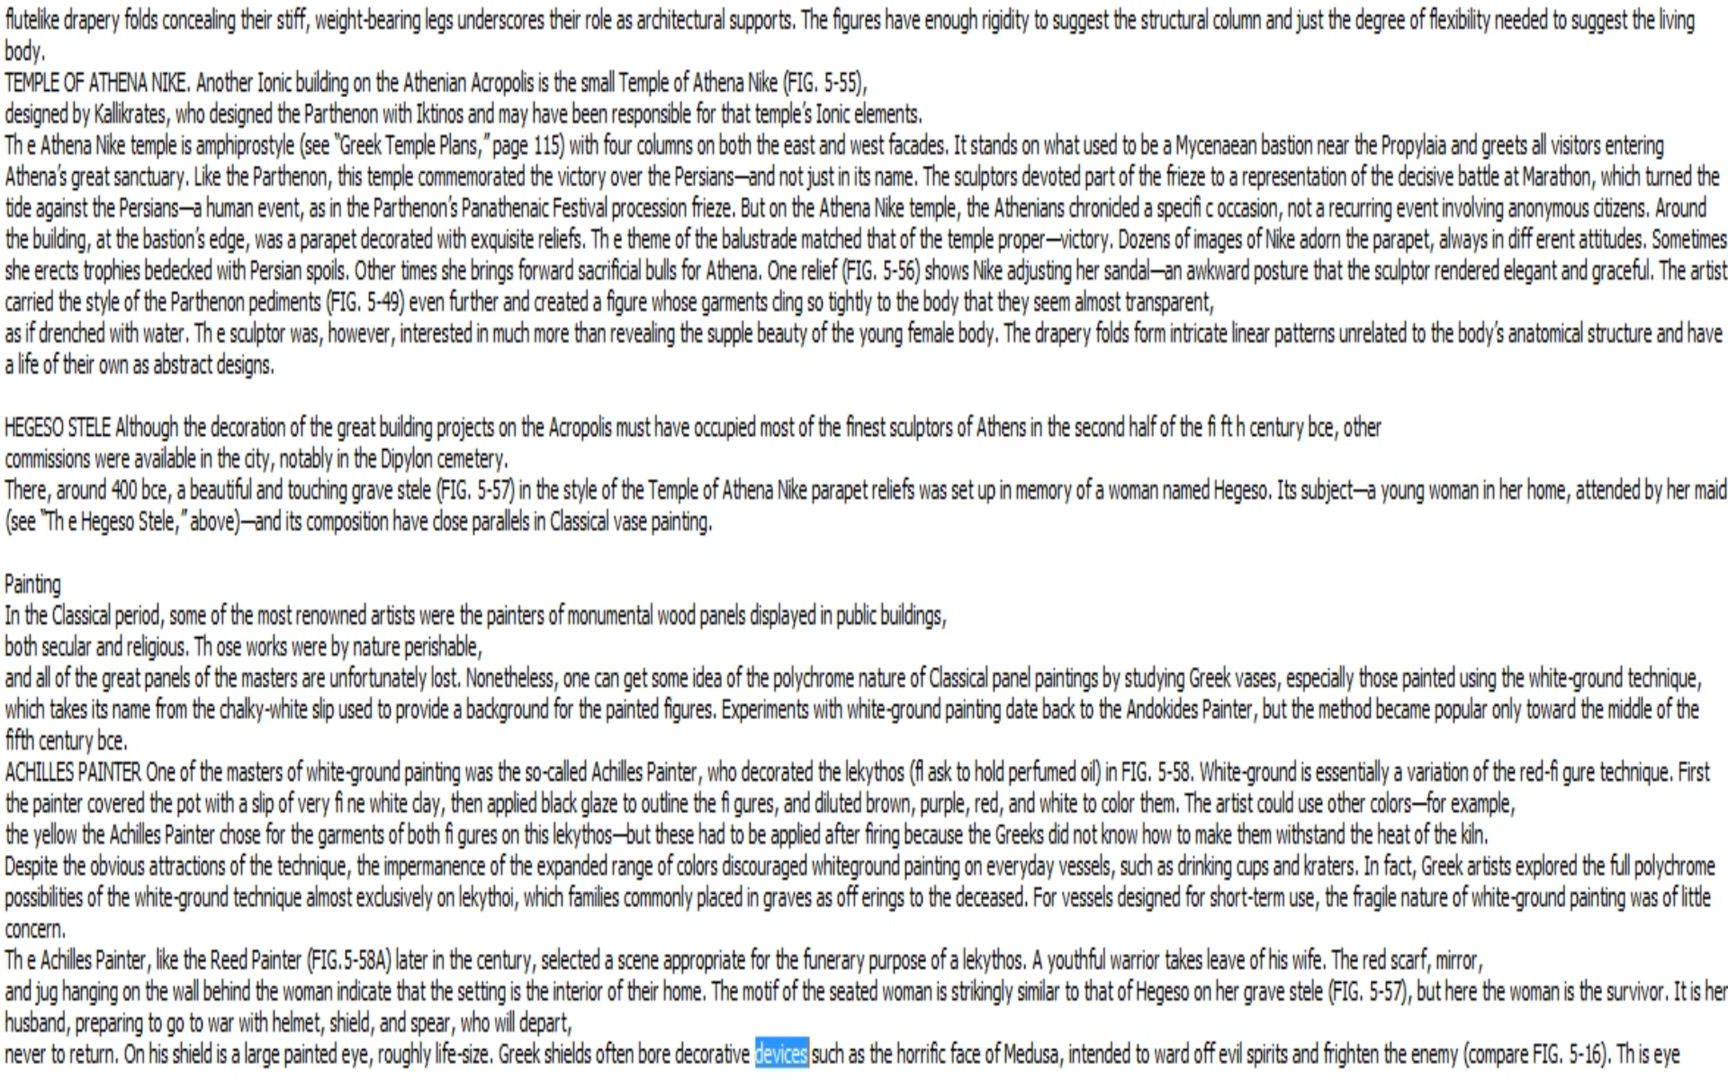 flutelike drapery folds concealing their stiff, weight-bearing legs underscores their role as architectural supports. The figures have enough rigidity to suggest the structural column and just the degree of flexibility needed to suggest the living
body.
TEMPLE OF ATHENA NIKE. Another Ionic building on the Athenian Acropolis is the small Temple of Athena Nike (FIG. 5-55),
designed by Kallikrates, who designed the Parthenon with Iktinos and may have been responsible for that temple's Ionic elements.
Th e Athena Nike temple is amphiprostyle (see “Greek Temple Plans,” page 115) with four columns on both the east and west facades. It stands on what used to be a Mycenaean bastion near the Propylaia and greets all visitors entering
Athena's great sanctuary. Like the Parthenon, this temple commemorated the victory over the Persians—and not just in its name. The sculptors devoted part of the frieze to a representation of the decisive battle at Marathon, which turned the
tide against the Persians—a human event, as in the Parthenon's Panathenaic Festival procession frieze. But on the Athena Nike temple, the Athenians chronicled a specifi c occasion, not a recurring event involving anonymous citizens. Around
the building, at the bastion's edge, was a parapet decorated with exquisite reliefs. Th e theme of the balustrade matched that of the temple proper—victory. Dozens of images of Nike adorn the parapet, always in diff erent attitudes. Sometimes
she erects trophies bedecked with Persian spoils. Other times she brings forward sacrificial bulls for Athena. One relief (FIG. 5-56) shows Nike adjusting her sandal—an awkward posture that the sculptor rendered elegant and graceful. The artist
carried the style of the Parthenon pediments (FIG. 5-49) even further and created a figure whose garments cling so tightly to the body that they seem almost transparent,
as if drenched with water. Th e sculptor was, however, interested in much more than revealing the supple beauty of the young female body. The drapery folds form intricate linear patterns unrelated to the body's anatomical structure and have
a life of their own as abstract designs.
HEGESO STELE Although the decoration of the great building projects on the Acropolis must have occupied most of the finest sculptors of Athens in the second half of the fi ft h century bce, other
commissions were available in the city, notably in the Dipylon cemetery.
There, around 400 bce, a beautiful and touching grave stele (FIG. 5-57) in the style of the Temple of Athena Nike parapet reliefs was set up in memory of a woman named Hegeso. Its subject—a young woman in her home, attended by her maid
(see “Th e Hegeso Stele,” above)—and its composition have close parallels in Classical vase painting.
Painting
In the Classical period, some of the most renowned artists were the painters of monumental wood panels displayed in public buildings,
both secular and religious. Th ose works were by nature perishable,
and all of the great panels of the masters are unfortunately lost. Nonetheless, one can get some idea of the polychrome nature of Classical panel paintings by studying Greek vases, especially those painted using the white-ground technique,
which takes its name from the chalky-white slip used to provide a background for the painted figures. Experiments with white-ground painting date back to the Andokides Painter, but the method became popular only toward the middle of the
fifth century bce.
ACHILLES PAINTER One of the masters of white-ground painting was the so-called Achilles Painter, who decorated the lekythos (fl ask to hold perfumed oil) in FIG. 5-58. White-ground is essentially a variation of the red-fi gure technique. First
the painter covered the pot with a slip of very fi ne white clay, then applied black glaze to outline the fi gures, and diluted brown, purple, red, and white to color them. The artist could use other colors—for example,
the yellow the Achilles Painter chose for the garments of both fi gures on this lekythos—but these had to be applied after firing because the Greeks did not know how to make them withstand the heat of the kiln.
Despite the obvious attractions of the technique, the impermanence of the expanded range of colors discouraged whiteground painting on everyday vessels, such as drinking cups and kraters. In fact, Greek artists explored the full polychrome
possibilities of the white-ground technique almost exclusively on lekythoi, which families commonly placed in graves as off erings to the deceased. For vessels designed for short-term use, the fragile nature of white-ground painting was of little
concern.
Th e Achilles Painter, like the Reed Painter (FIG.5-58A) later in the century, selected a scene appropriate for the funerary purpose of a lekythos. A youthful warrior takes leave of his wife. The red scarf, mirror,
and jug hanging on the wall behind the woman indicate that the setting is the interior of their home. The motif of the seated woman is strikingly similar to that of Hegeso on her grave stele (FIG. 5-57), but here the woman is the survivor. It is her
husband, preparing to go to war with helmet, shield, and spear, who will depart,
never to return. On his shield is a large painted eye, roughly life-size. Greek shields often bore decorative devices such as the horrific face of Medusa, intended to ward off evil spirits and frighten the enemy (compare FIG. 5-16). Th is eye